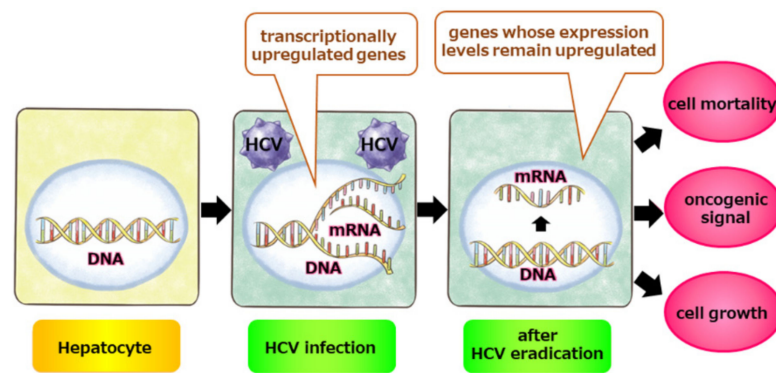 transcriptionally
upregulated genes
genes whose expression
levels remain upregulated
cell mortality
HCV
HCV
mRNA
oncogenic
signal
DNA
mRNA
DNA
DNA
cell growth
Hepatocyte
HCV infection
after
HCV eradication